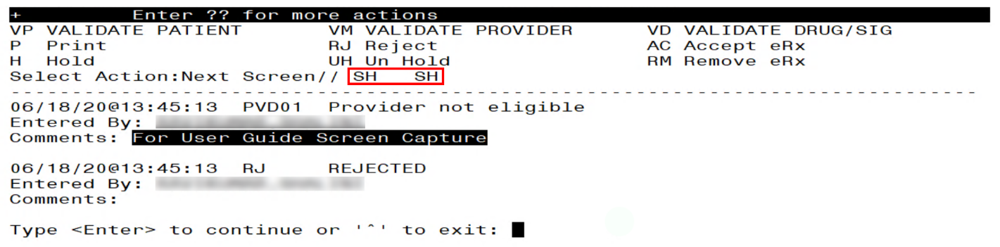 + Enter ?? for more actions
VP VALIDATE PATIENT VM VALIDATE PROVIDER VD VALIDATE DRUG/SIG
P Print RJ Reject AC Accept eRx
H Hold UH Un Hold RM Remove eRx
Select Action:Next Screen// SH SH
--------------------------------------------------------------------------------
06/18/20@13:45:13 PVD01 Provider not eligible
Entered By:
Comments: For User Guide Screen Capture
06/18/20@13:45:13 RJ REJECTED
Entered By:
Comments:
Type <Enter> to continue or '^' to exit: